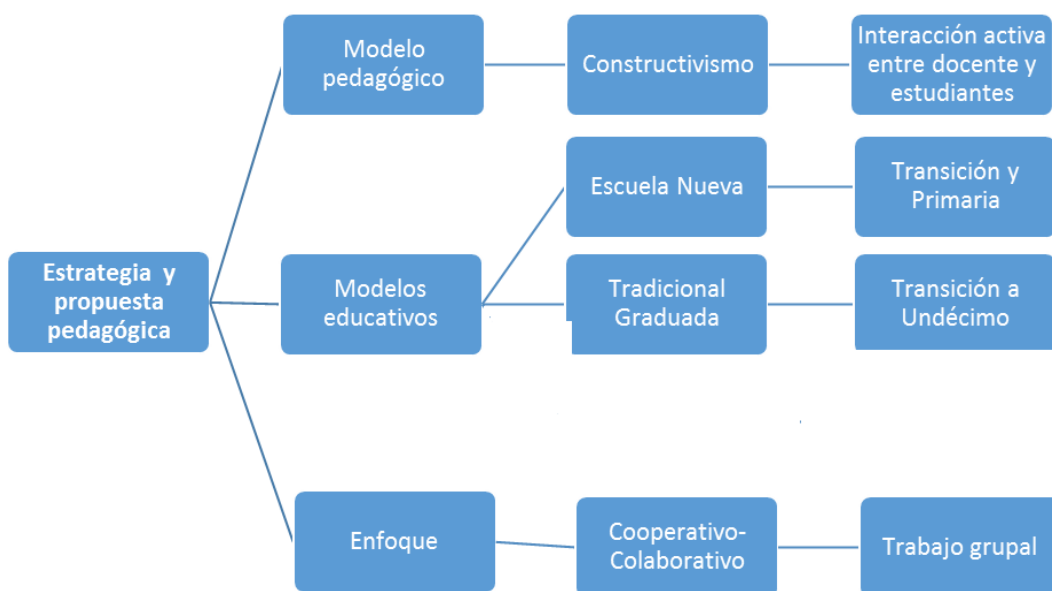 Modelo
pedagógico
Constructivismo
Interacción activa
entre docente y
estudiantes
Escuela Nueva
Transición y
Primaria
Estrategia y
propuesta
pedagógica
Modelos
educativos
Tradicional
Graduada
Transición a
Undécimo
Enfoque
Cooperativo-
Colaborativo
Trabajo grupal